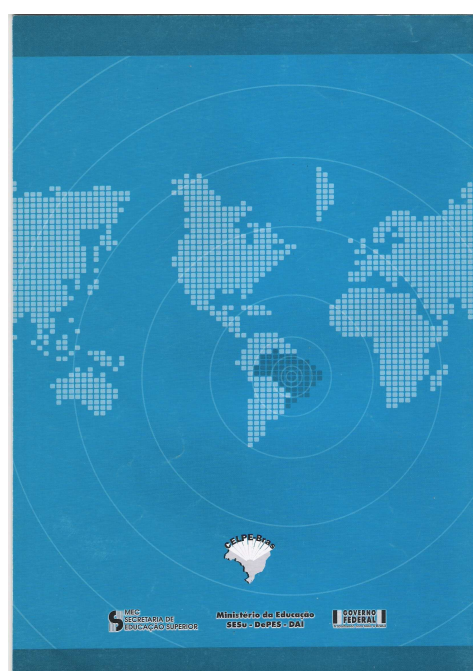 CELPE-Bras
MEC
SECRETARIA DE
EDUCAÇÃO SUPERIOR
Ministério da Educação
SESu - DePES - DAI
GOVERNO
FEDERAL